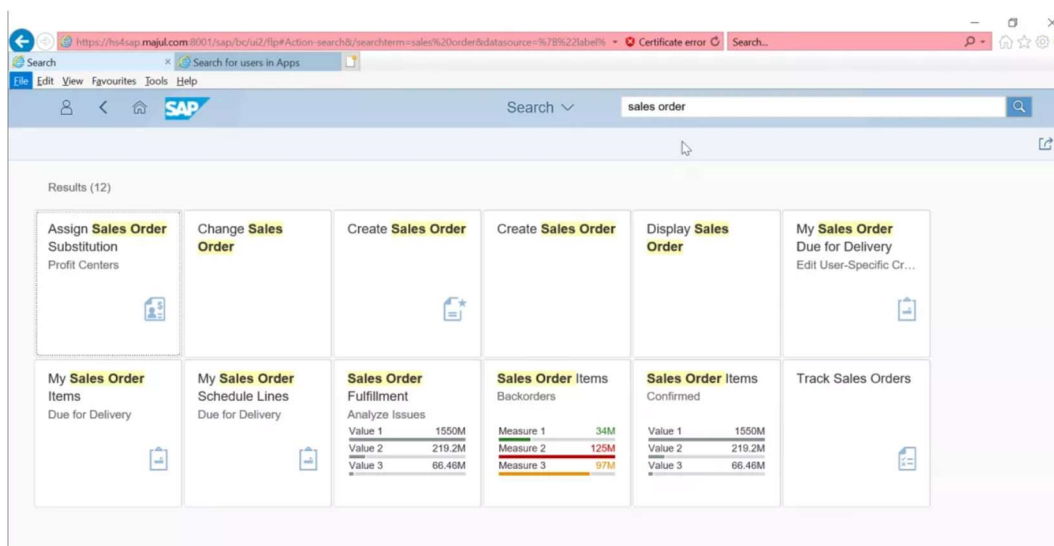 https://hs4sap.majul.com:8001/sap/bc/ui2/flp#Action-search&/searchterm=sales%20order&datasource=%7B%22label%
Certificate error
Search...
Search
Search for users in Apps
File Edit View Favourites Tools Help
SAP
Search
sales order
Results (12)
Assign Sales Order
Substitution
Profit Centers
Change Sales
Order
Create Sales Order
Create Sales Order
Display Sales
Order
My Sales Order
Due for Delivery
Edit User-Specific Cr...
My Sales Order
Items
Due for Delivery
My Sales Order
Schedule Lines
Due for Delivery
Sales Order
Fulfillment
Analyze Issues
Value 1 1550M
Value 2 219.2M
Value 3 66.46M
Sales Order Items
Backorders
Measure 1 34M
Measure 2 125M
Measure 3 97M
Sales Order Items
Confirmed
Value 1 1550M
Value 2 219.2M
Value 3 66.46M
Track Sales Orders